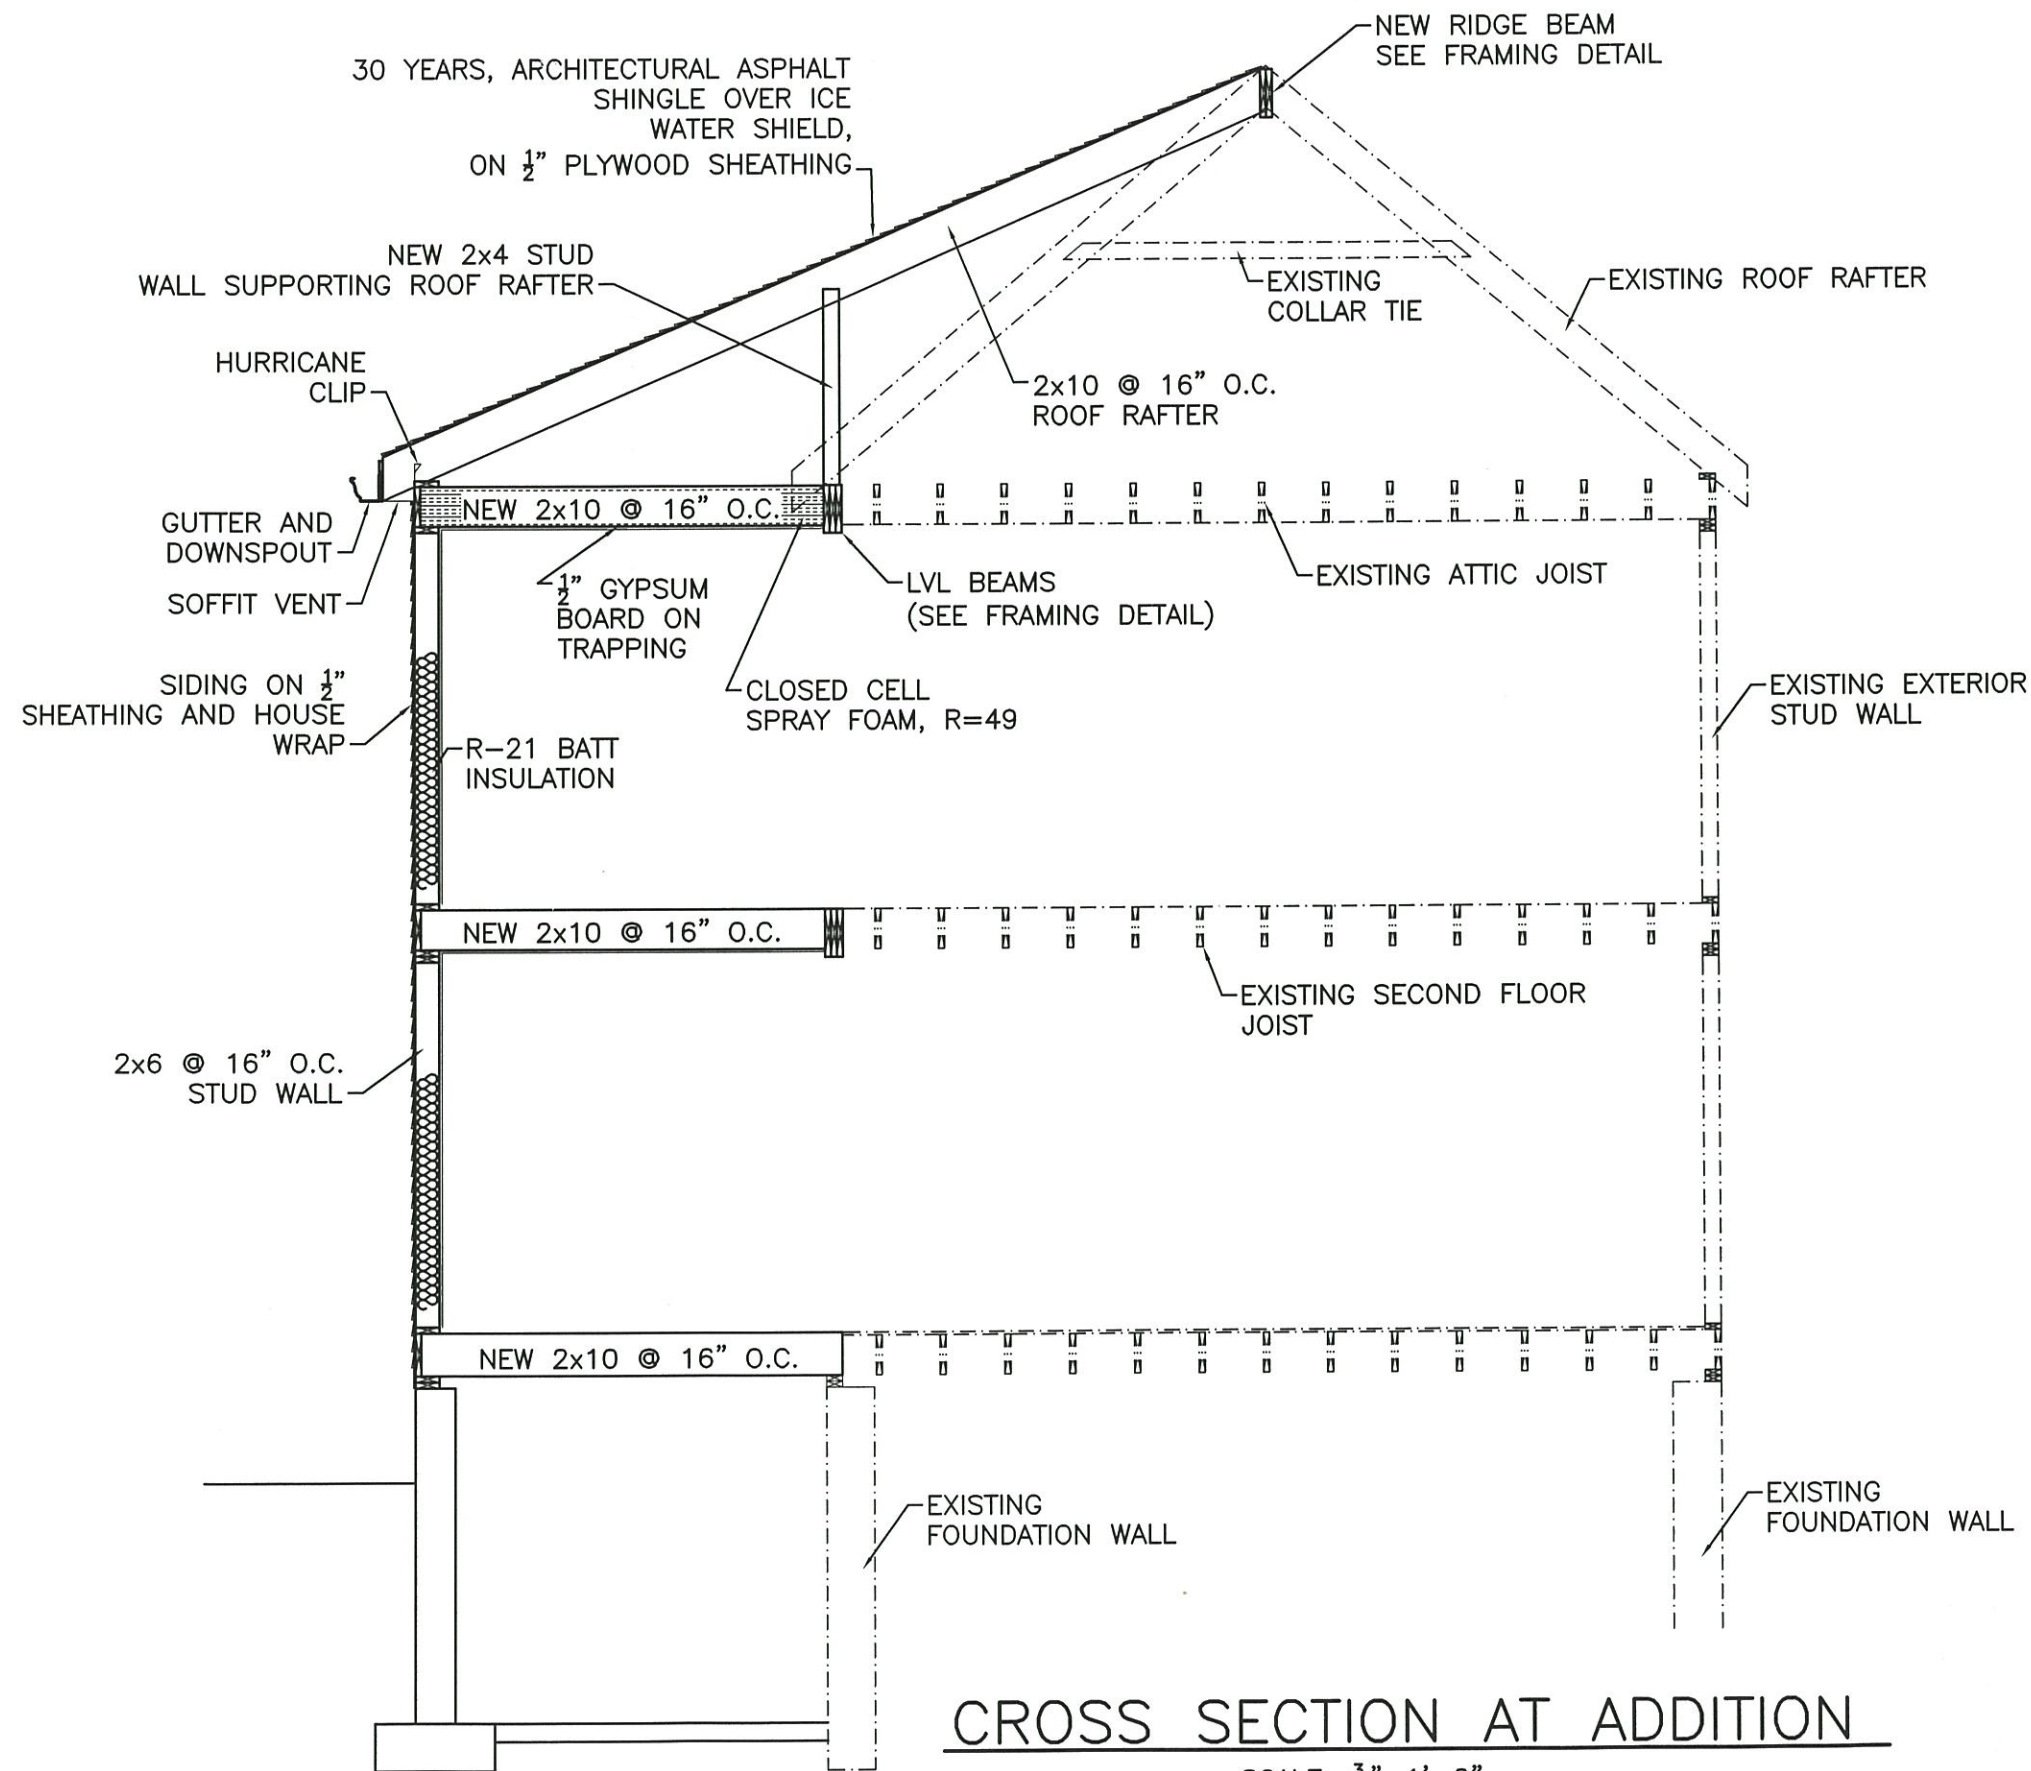 NEW RIDGE BEAM
SEE FRAMING DETAIL
30 YEARS, ARCHITECTURAL ASPHALT
SHINGLE OVER ICE
WATER SHIELD,
ON ½" PLYWOOD SHEATHING
NEW 2x4 STUD
WALL SUPPORTING ROOF RAFTER
EXISTING
COLLAR TIE
EXISTING ROOF RAFTER
HURRICANE
CLIP
2x10 @ 16" O.C.
ROOF RAFTER
NEW 2x10 @ 16" O.C.
GUTTER AND
DOWNSPOUT
SOFFIT VENT
½" GYPSUM
BOARD ON
TRAPPING
LVL BEAMS
(SEE FRAMING DETAIL)
EXISTING ATTIC JOIST
CLOSED CELL
SPRAY FOAM, R=49
SIDING ON ½"
SHEATHING AND HOUSE
WRAP
R-21 BATT
INSULATION
EXISTING EXTERIOR
STUD WALL
NEW 2x10 @ 16" O.C.
EXISTING SECOND FLOOR
JOIST
2x6 @ 16" O.C.
STUD WALL
NEW 2x10 @ 16" O.C.
EXISTING
FOUNDATION WALL
EXISTING
FOUNDATION WALL
CROSS SECTION AT ADDITION